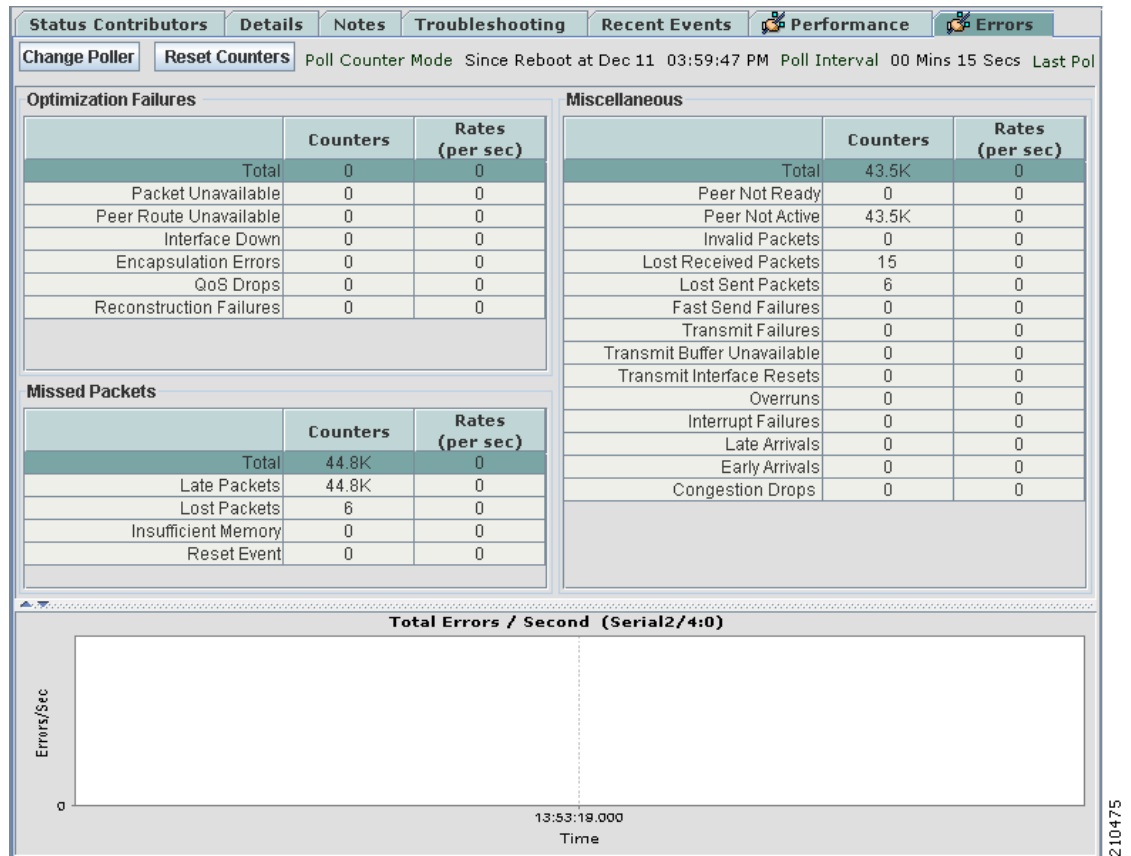 Status Contributors Details Notes Troubleshooting Recent Events Performance Errors
Change Poller Reset Counters Poll Counter Mode Since Reboot at Dec 11 03:59:47 PM Poll Interval 00 Mins 15 Secs Last Pol
Optimization Failures
Counters Rates (per sec)
Total 0 0
Packet Unavailable 0 0
Peer Route Unavailable 0 0
Interface Down 0 0
Encapsulation Errors 0 0
QoS Drops 0 0
Reconstruction Failures 0 0
Missed Packets
Counters Rates (per sec)
Total 44.8K 0
Late Packets 44.8K 0
Lost Packets 6 0
Insufficient Memory 0 0
Reset Event 0 0
Miscellaneous
Counters Rates (per sec)
Total 43.5K 0
Peer Not Ready 0 0
Peer Not Active 43.5K 0
Invalid Packets 0 0
Lost Received Packets 15 0
Lost Sent Packets 6 0
Fast Send Failures 0 0
Transmit Failures 0 0
Transmit Buffer Unavailable 0 0
Transmit Interface Resets 0 0
Overruns 0 0
Interrupt Failures 0 0
Late Arrivals 0 0
Early Arrivals 0 0
Congestion Drops 0 0
Total Errors / Second (Serial2/4:0)
Errors/Sec
0
13:53:19.000
Time
210475